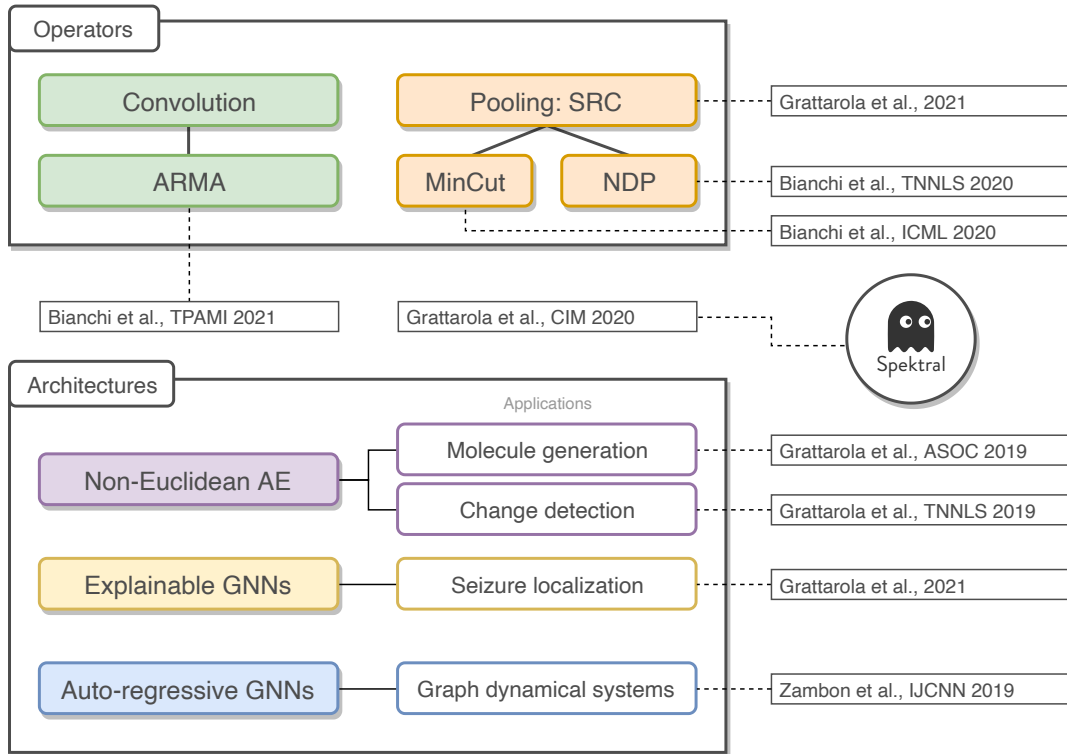 Operators
Convolution
Pooling: SRC
Grattarola et al., 2021
ARMA
MinCut
NDP
Bianchi et al., TNNLS 2020
Bianchi et al., ICML 2020
Bianchi et al., TPAMI 2021
Grattarola et al., CIM 2020
Spektral
Architectures
Applications
Non-Euclidean AE
Molecule generation
Grattarola et al., ASOC 2019
Change detection
Grattarola et al., TNNLS 2019
Explainable GNNs
Seizure localization
Grattarola et al., 2021
Auto-regressive GNNs
Graph dynamical systems
Zambon et al., IJCNN 2019